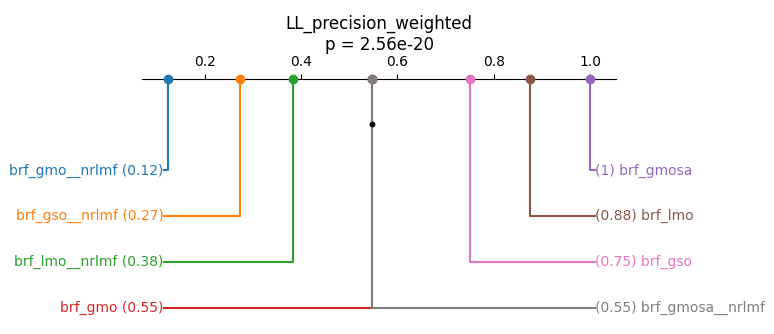 LL_precision_weighted
p = 2.56e-20
0.2 0.4 0.6 0.8 1.0
brf_gmo__nrlmf (0.12)
(1) brf_gmosa
brf_gso__nrlmf (0.27)
(0.88) brf_lmo
brf_lmo__nrlmf (0.38)
(0.75) brf_gso
brf_gmo (0.55)
(0.55) brf_gmosa__nrlmf